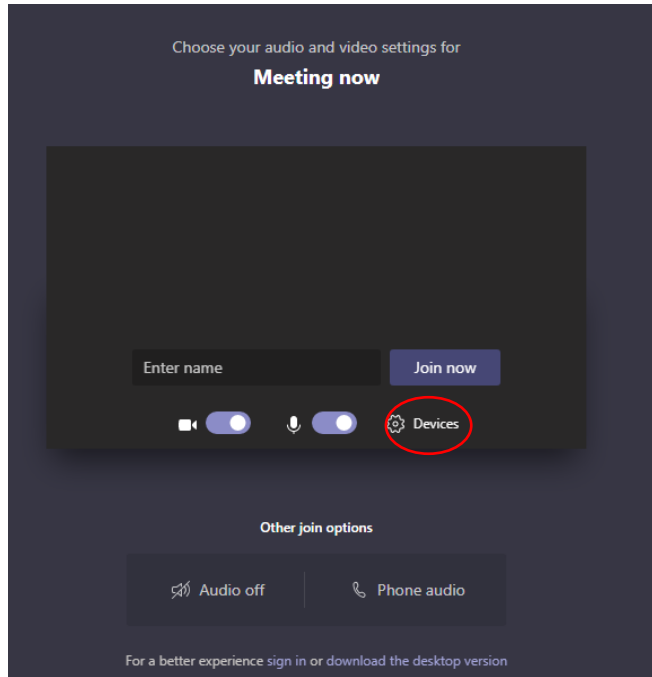 Choose your audio and video settings for
Meeting now
Enter name
Join now
Devices
Other join options
Audio off
Phone audio
For a better experience sign in or download the desktop version